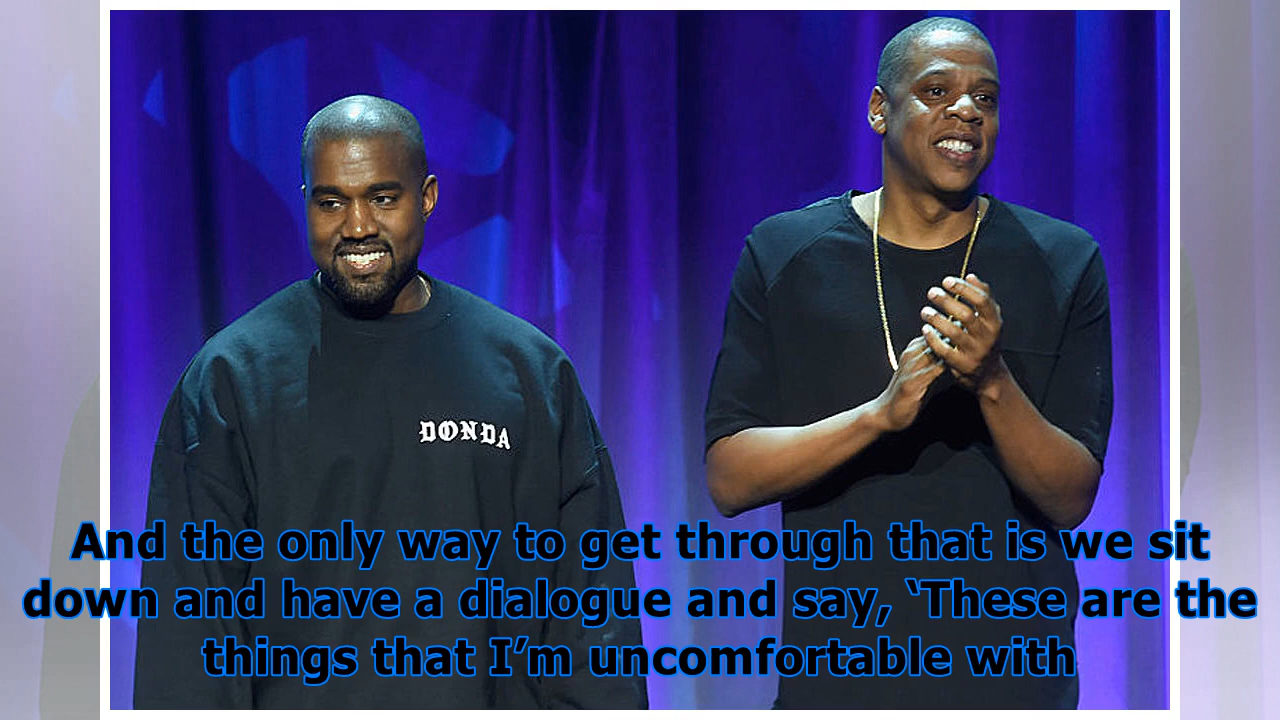 DONDA
And the only way to get through that is we sit
down and have a dialogue and say, ‘These are the
things that I’m uncomfortable with